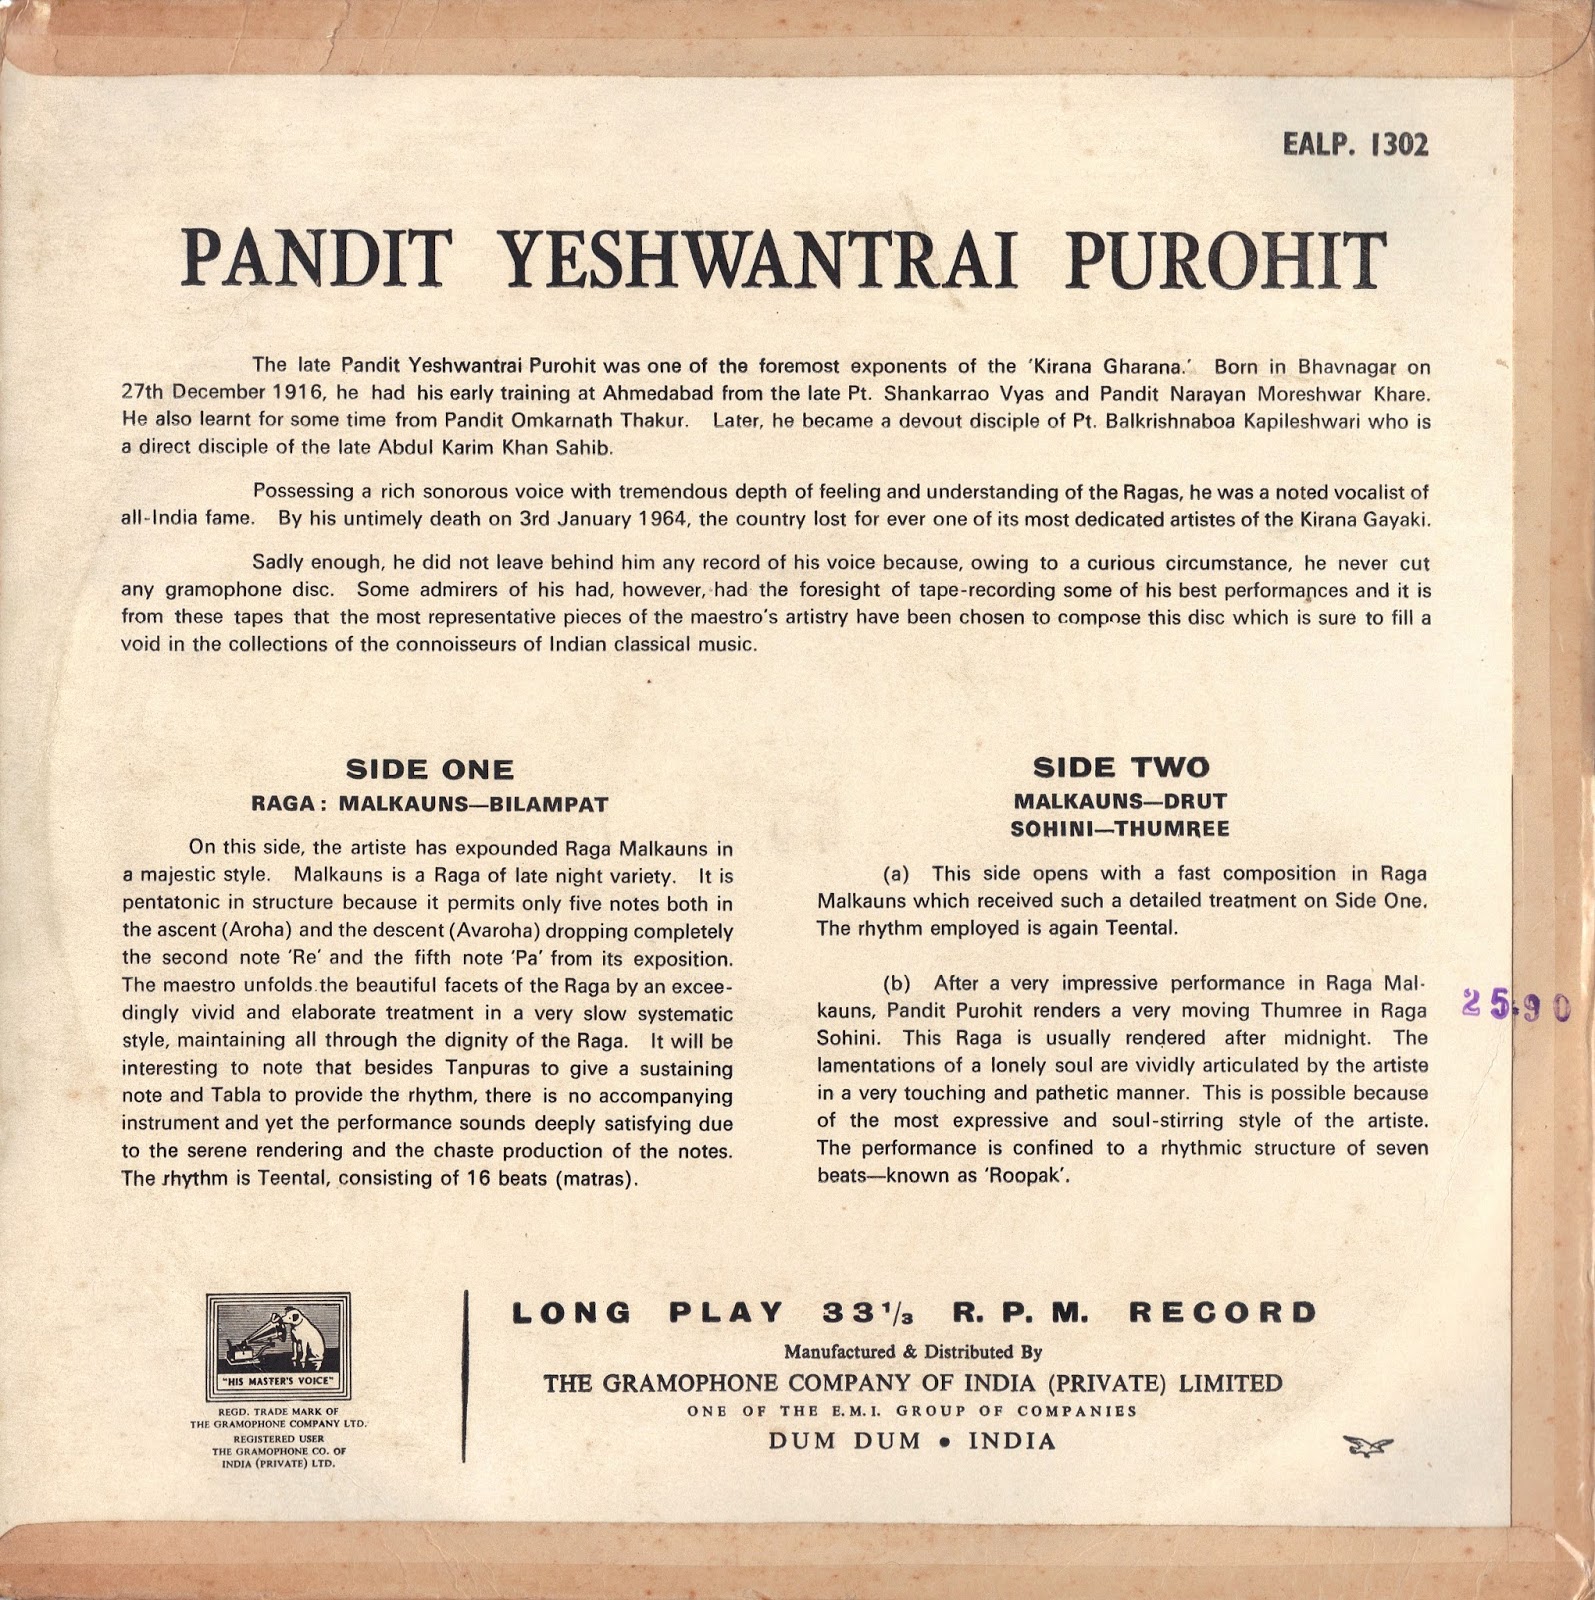 EALP. 1302
PANDIT YESHWANTRAI PUROHIT
The late Pandit Yeshwantrai Purohit was one of the foremost exponents of the 'Kirana Gharana.' Born in Bhavnagar on
27th December 1916, he had his early training at Ahmedabad from the late Pt. Shankarrao Vyas and Pandit Narayan Moreshwar Khare.
He also learnt for some time from Pandit Omkarnath Thakur. Later, he became a devout disciple of Pt. Balkrishnaboa Kapileshwari who is
a direct disciple of the late Abdul Karim Khan Sahib.
Possessing a rich sonorous voice with tremendous depth of feeling and understanding of the Ragas, he was a noted vocalist of
all-India fame. By his untimely death on 3rd January 1964, the country lost for ever one of its most dedicated artistes of the Kirana Gayaki.
Sadly enough, he did not leave behind him any record of his voice because, owing to a curious circumstance, he never cut
any gramophone disc. Some admirers of his had, however, had the foresight of tape-recording some of his best performances and it is
from these tapes that the most representative pieces of the maestro's artistry have been chosen to compose this disc which is sure to fill a
void in the collections of the connoisseurs of Indian classical music.
SIDE ONE
RAGA : MALKAUNS—BILAMPAT
On this side, the artiste has expounded Raga Malkauns in
a majestic style. Malkauns is a Raga of late night variety. It is
pentatonic in structure because it permits only five notes both in
the ascent (Aroha) and the descent (Avaroha) dropping completely
the second note 'Re' and the fifth note 'Pa' from its exposition.
The maestro unfolds the beautiful facets of the Raga by an excee-
dingly vivid and elaborate treatment in a very slow systematic
style, maintaining all through the dignity of the Raga. It will be
interesting to note that besides Tanpuras to give a sustaining
note and Tabla to provide the rhythm, there is no accompanying
instrument and yet the performance sounds deeply satisfying due
to the serene rendering and the chaste production of the notes.
The rhythm is Teental, consisting of 16 beats (matras).
SIDE TWO
MALKAUNS—DRUT
SOHINI—THUMREE
(a) This side opens with a fast composition in Raga
Malkauns which received such a detailed treatment on Side One.
The rhythm employed is again Teental.
(b) After a very impressive performance in Raga Mal-
kauns, Pandit Purohit renders a very moving Thumree in Raga
Sohini. This Raga is usually rendered after midnight. The
lamentations of a lonely soul are vividly articulated by the artiste
in a very touching and pathetic manner. This is possible because
of the most expressive and soul-stirring style of the artiste.
The performance is confined to a rhythmic structure of seven
beats—known as 'Roopak'.
25.90
"HIS MASTER'S VOICE"
REGD. TRADE MARK OF
THE GRAMOPHONE COMPANY LTD.
REGISTERED USER
THE GRAMOPHONE CO. OF
INDIA (PRIVATE) LTD.
LONG PLAY 33⅓ R. P. M. RECORD
Manufactured & Distributed By
THE GRAMOPHONE COMPANY OF INDIA (PRIVATE) LIMITED
ONE OF THE E.M.I. GROUP OF COMPANIES
DUM DUM • INDIA